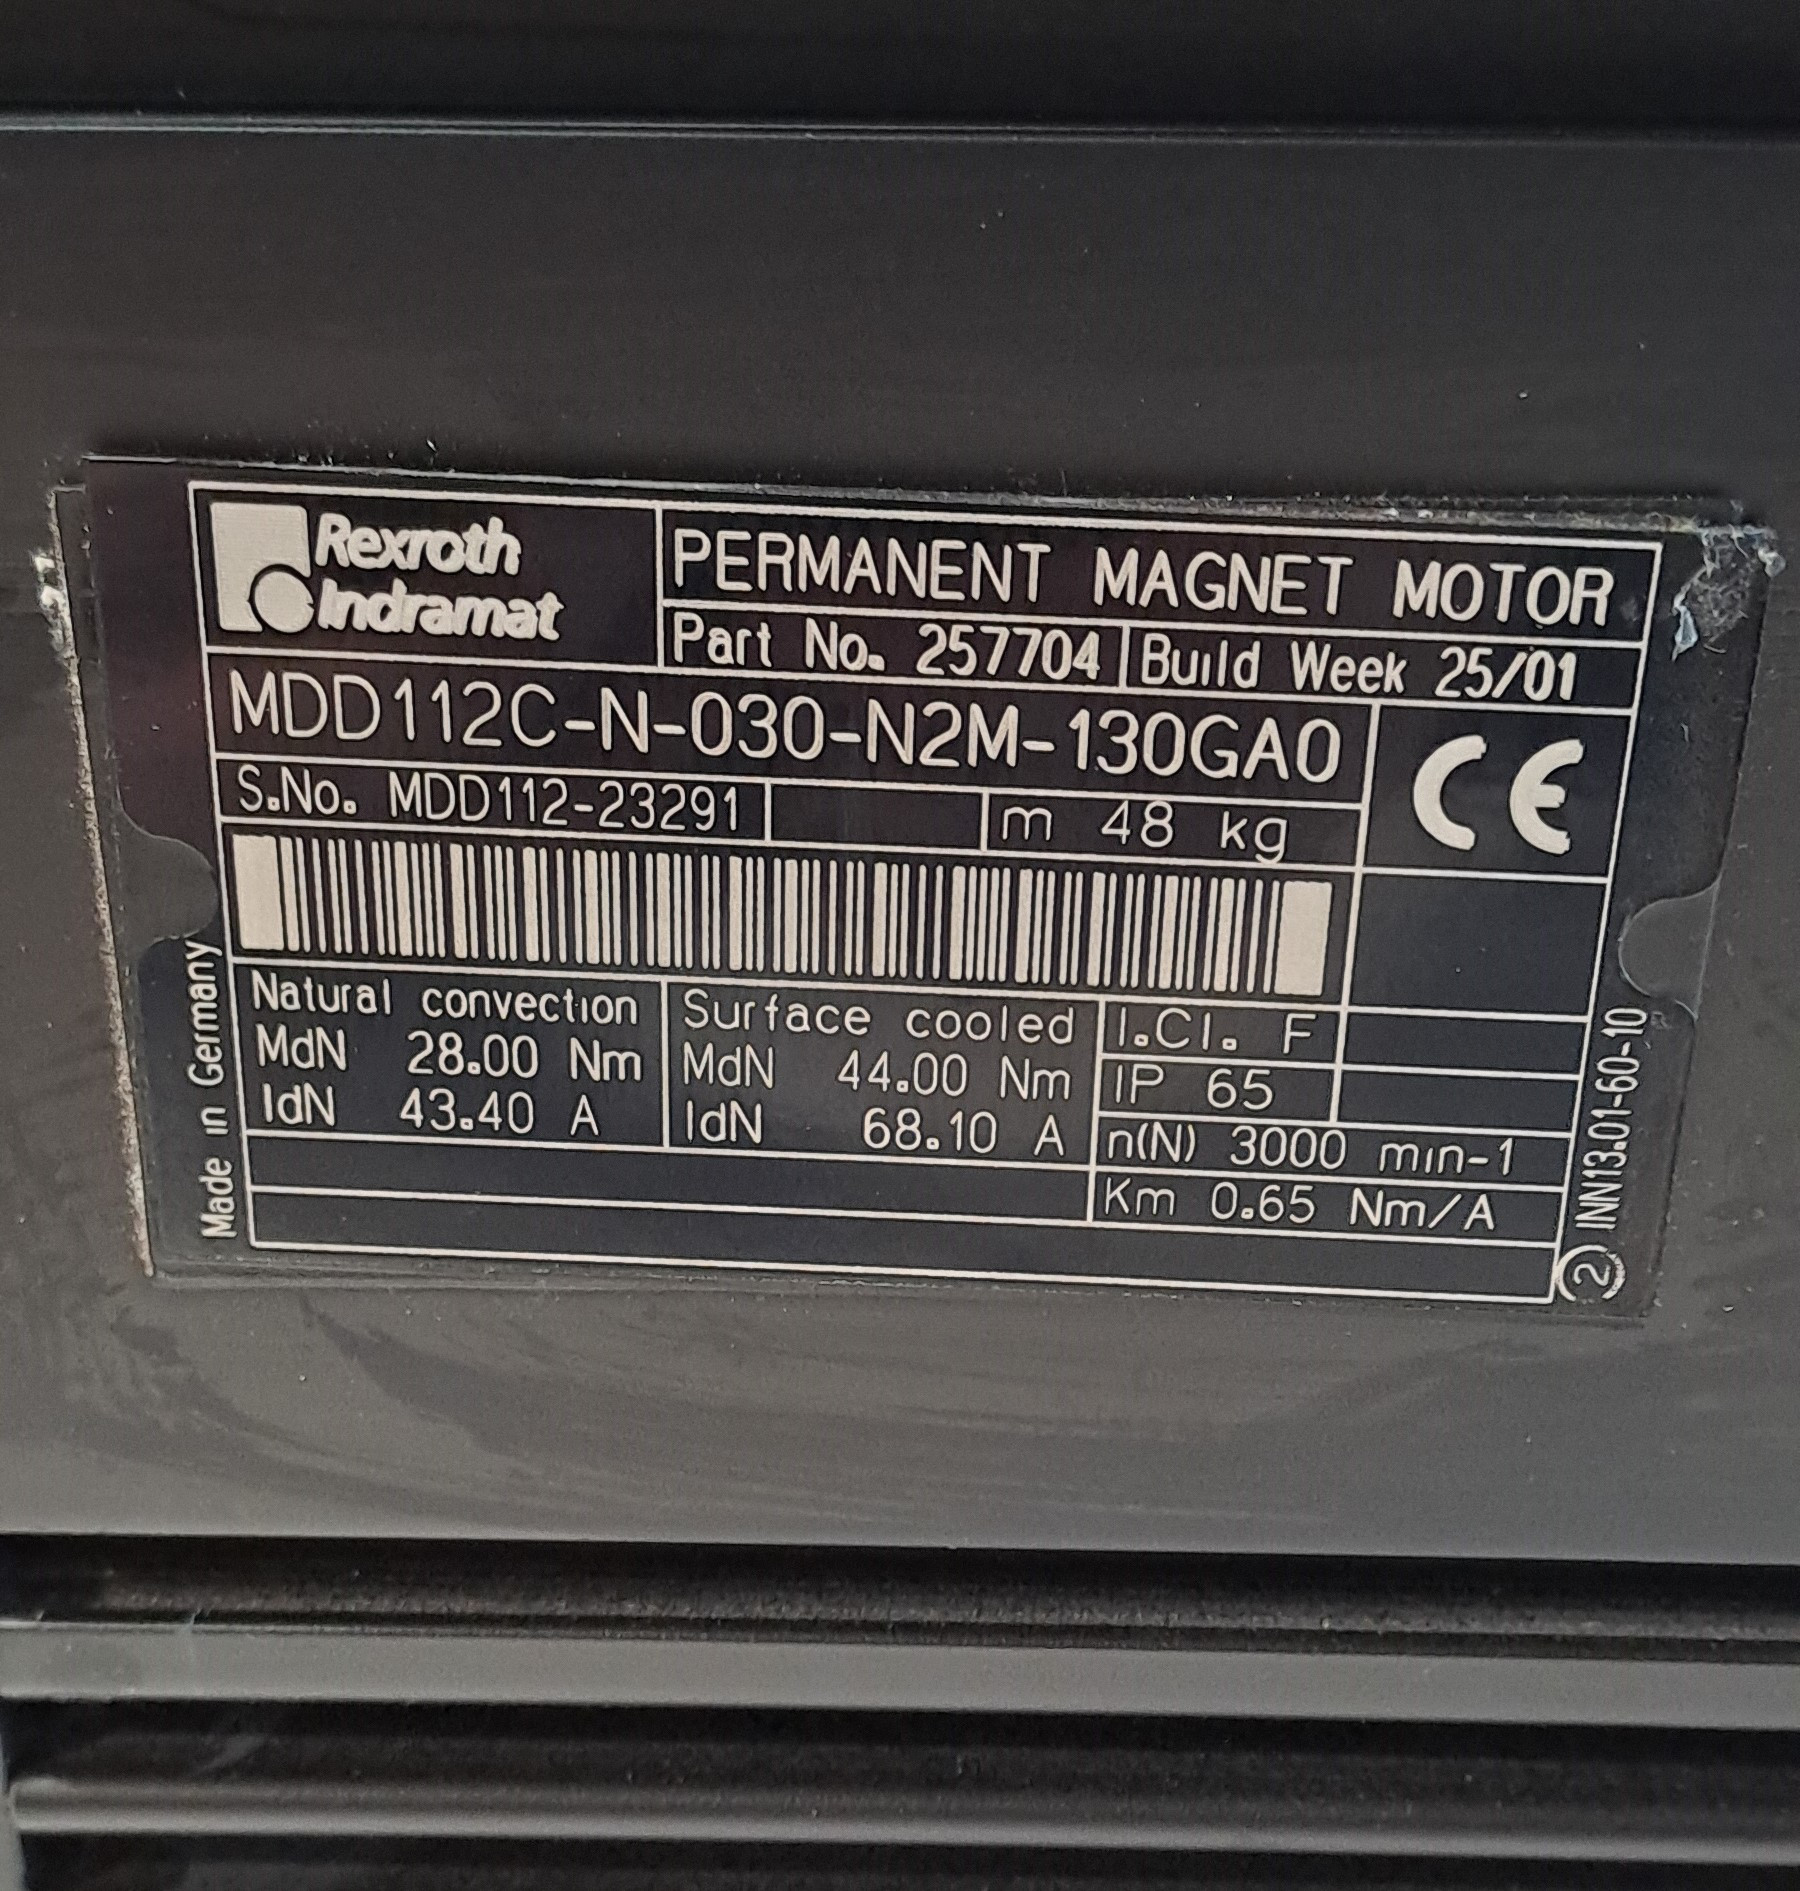 Rexroth
Indramat
PERMANENT MAGNET MOTOR
Part No. 257704 Build Week 25/01
MDD112C-N-030-N2M-130GA0
CE
S.No. MDD112-23291 m 48 kg
Natural convection
MdN 28.00 Nm
IdN 43.40 A
Surface cooled
MdN 44.00 Nm
IdN 68.10 A
I.Cl. F
IP 65
n(N) 3000 min-1
Km 0.65 Nm/A
Made in Germany
2 INN13.01-60-10